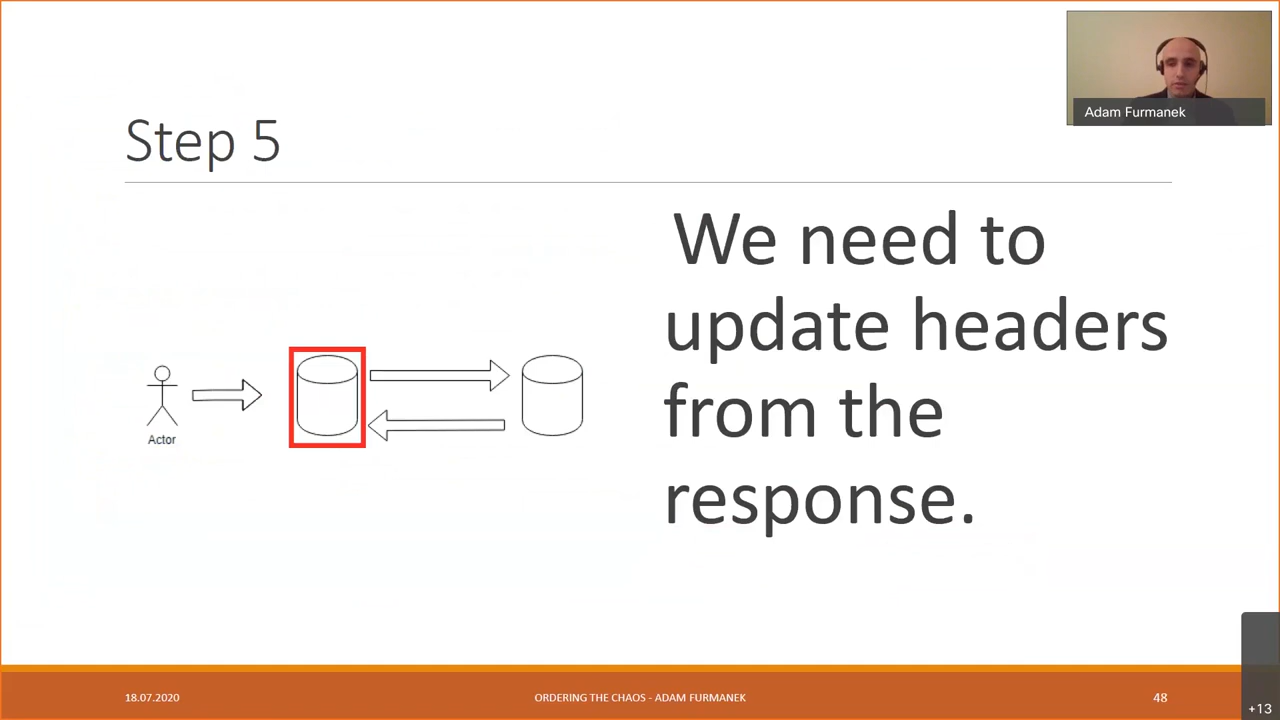 Adam Furmanek
Step 5
We need to
update headers
from the
response.
Actor
18.07.2020
ORDERING THE CHAOS - ADAM FURMANEK
48
+13